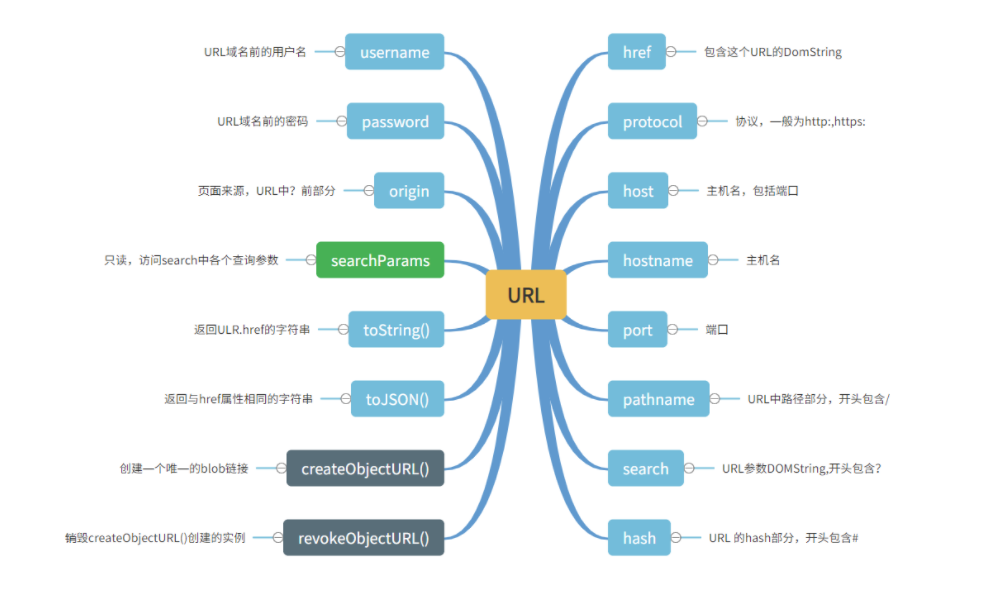 URL域名前的用户名
username
href
包含这个URL的DomString
URL域名前的密码
password
protocol
协议，一般为http:,https:
页面来源，URL中？前部分
origin
host
主机名，包括端口
只读，访问search中各个查询参数
searchParams
hostname
主机名
URL
返回ULR.href的字符串
toString()
port
端口
返回与href属性相同的字符串
toJSON()
pathname
URL中路径部分，开头包含/
创建一个唯一的blob链接
createObjectURL()
search
URL参数DOMString,开头包含？
销毁createObjectURL()创建的实例
revokeObjectURL()
hash
URL 的hash部分，开头包含#